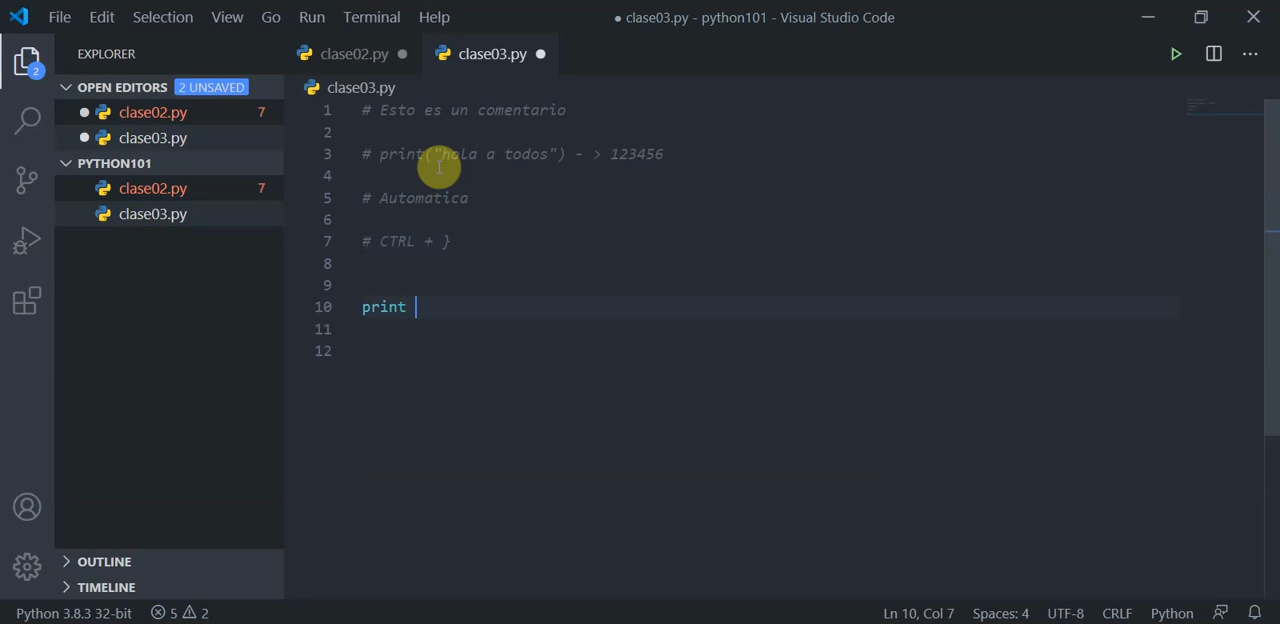 File Edit Selection View Go Run Terminal Help
● clase03.py - python101 - Visual Studio Code
2
EXPLORER
OPEN EDITORS 2 UNSAVED
clase02.py 7
clase03.py
PYTHON101
clase02.py 7
clase03.py
OUTLINE
TIMELINE
clase02.py
clase03.py
clase03.py
1 # Esto es un comentario
2
3 # print("hola a todos") - > 123456
4
5 # Automatica
6
7 # CTRL + }
8
9
10 print
11
12
Python 3.8.3 32-bit 5 2
Ln 10, Col 7 Spaces: 4 UTF-8 CRLF Python